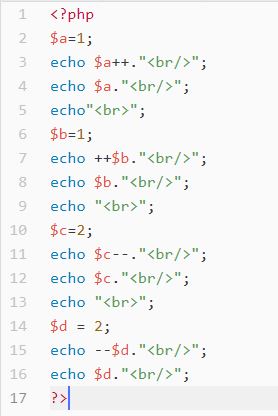 1 <?php
2 $a=1;
3 echo $a++."<br/>";
4 echo $a."<br/>";
5 echo"<br>";
6 $b=1;
7 echo ++$b."<br/>";
8 echo $b."<br/>";
9 echo "<br>";
10 $c=2;
11 echo $c--."<br/>";
12 echo $c."<br/>";
13 echo "<br>";
14 $d = 2;
15 echo --$d."<br/>";
16 echo $d."<br/>";
17 ?>